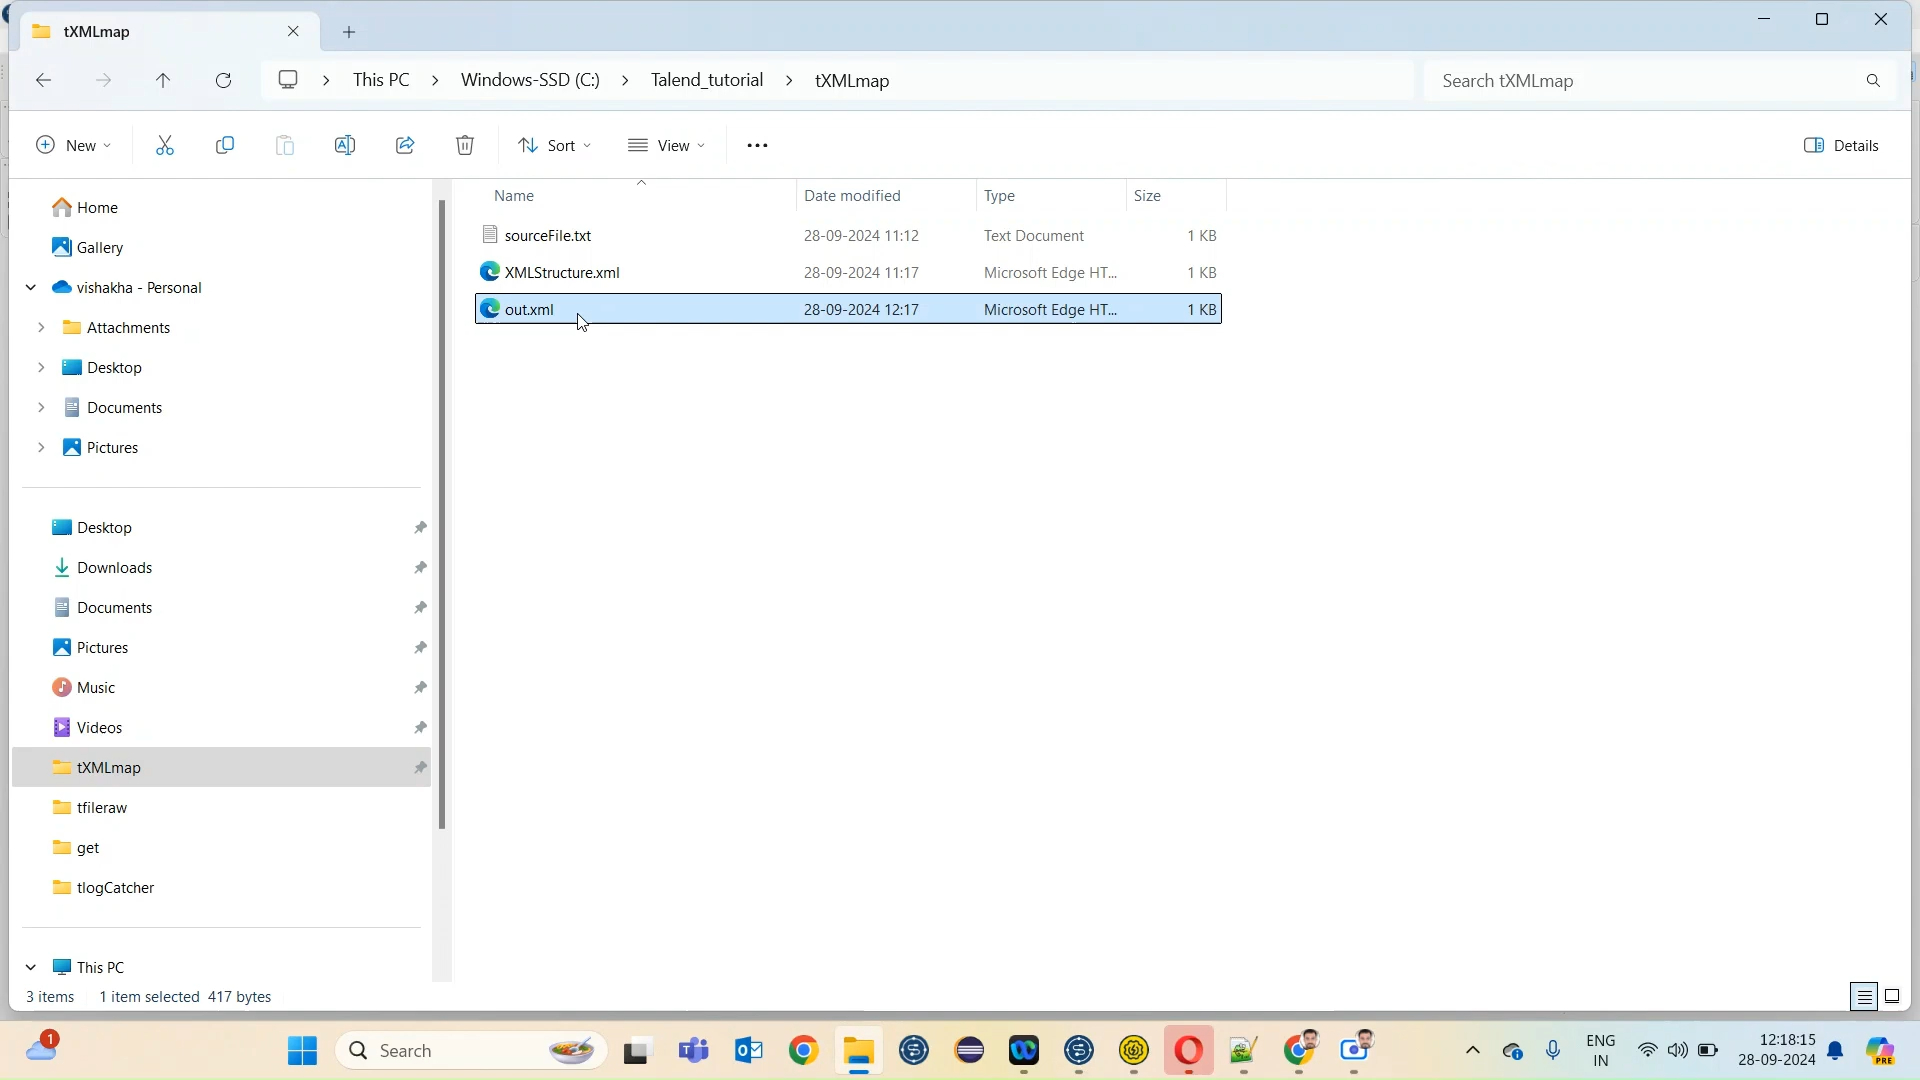 tXMLmap
This PC
Windows-SSD (C:)
Talend_tutorial
tXMLmap
Search tXMLmap
New
Sort
View
Details
Name
Date modified
Type
Size
sourceFile.txt
28-09-2024 11:12
Text Document
1 KB
XMLStructure.xml
28-09-2024 11:17
Microsoft Edge HT...
1 KB
out.xml
28-09-2024 12:17
Microsoft Edge HT...
1 KB
Home
Gallery
vishakha - Personal
Attachments
Desktop
Documents
Pictures
Desktop
Downloads
Documents
Pictures
Music
Videos
tXMLmap
tfileraw
get
tlogCatcher
This PC
3 items
1 item selected 417 bytes
1
Search
ENG
IN
12:18:15
28-09-2024
PRE